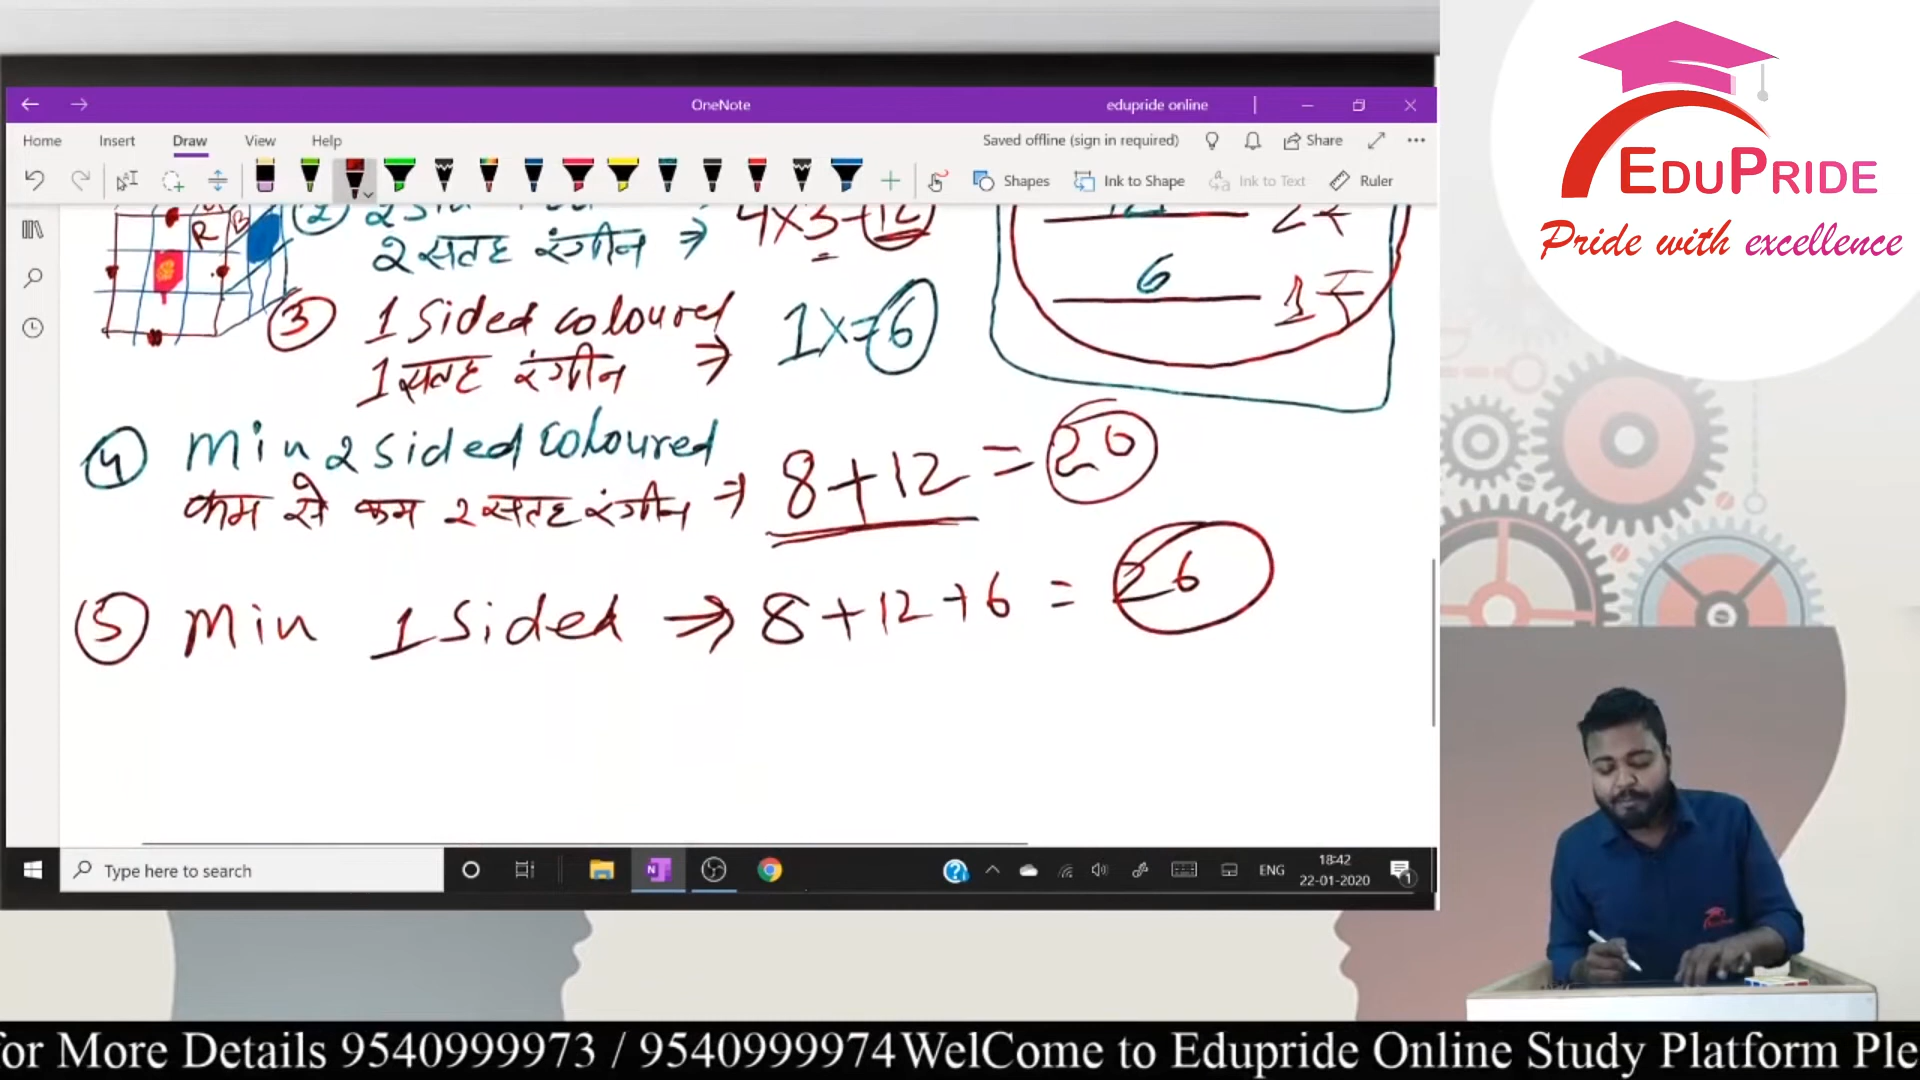 OneNote
edupride online
Home Insert Draw View Help
Saved offline (sign in required)
Share
Shapes
Ink to Shape
Ink to Text
Ruler
EDUPRIDE
Pride with excellence
R B
2
4x3=12
2 सतह रंगीन ⇒
3 1 Sided coloured
1x=6
1 सतह रंगीन ⇒
6
4 Min 2 sided coloured
8+12 = 20
कम से कम 2 सतह रंगीन ⇒
5 Min 1 Sided ⇒ 8+12+6 = 26
Type here to search
ENG
18:42
22-01-2020
1
or More Details 9540999973 / 9540999974 WelCome to Edupride Online Study Platform Ple